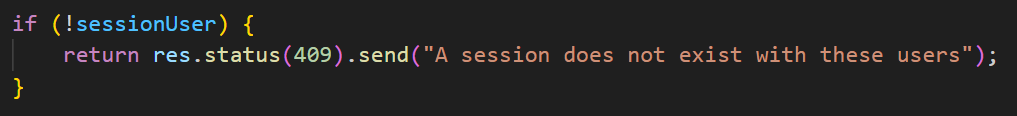 if (!sessionUser) {
    return res.status(409).send("A session does not exist with these users");
}